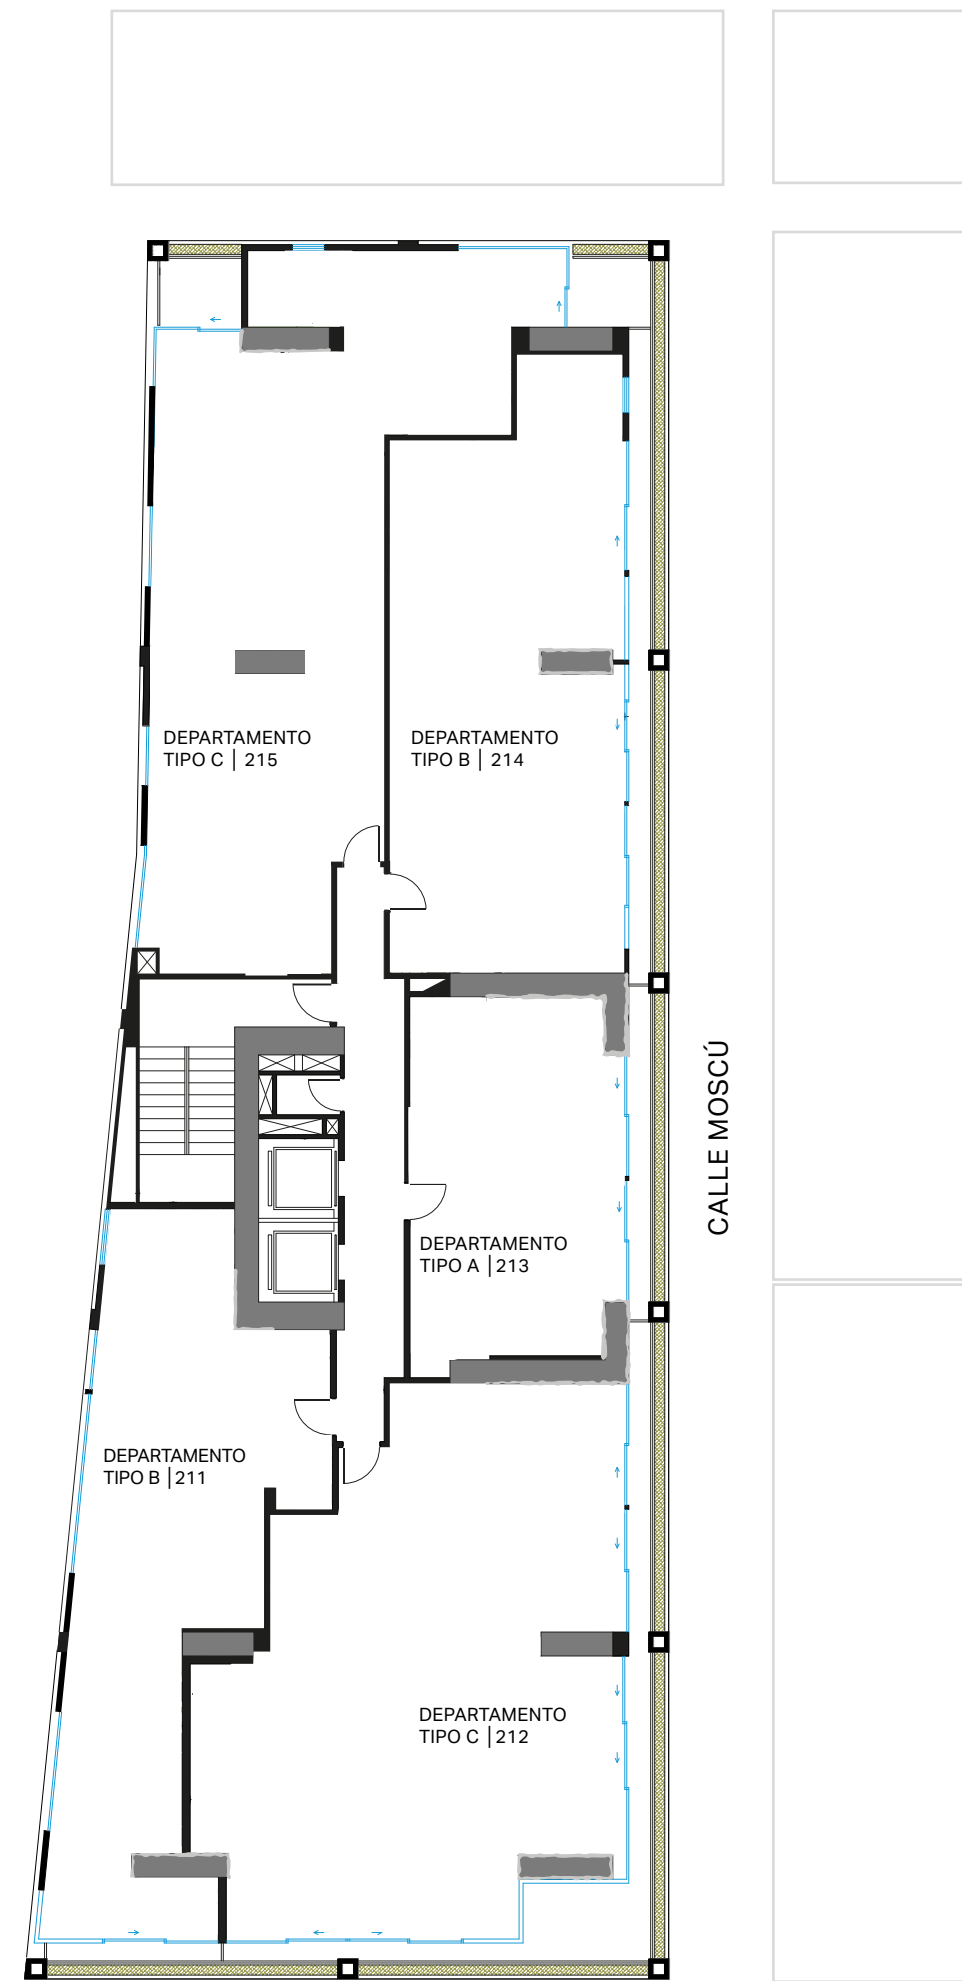 DEPARTAMENTO
TIPO C | 215
DEPARTAMENTO
TIPO B | 214
CALLE MOSCÚ
DEPARTAMENTO
TIPO A | 213
DEPARTAMENTO
TIPO B | 211
DEPARTAMENTO
TIPO C | 212